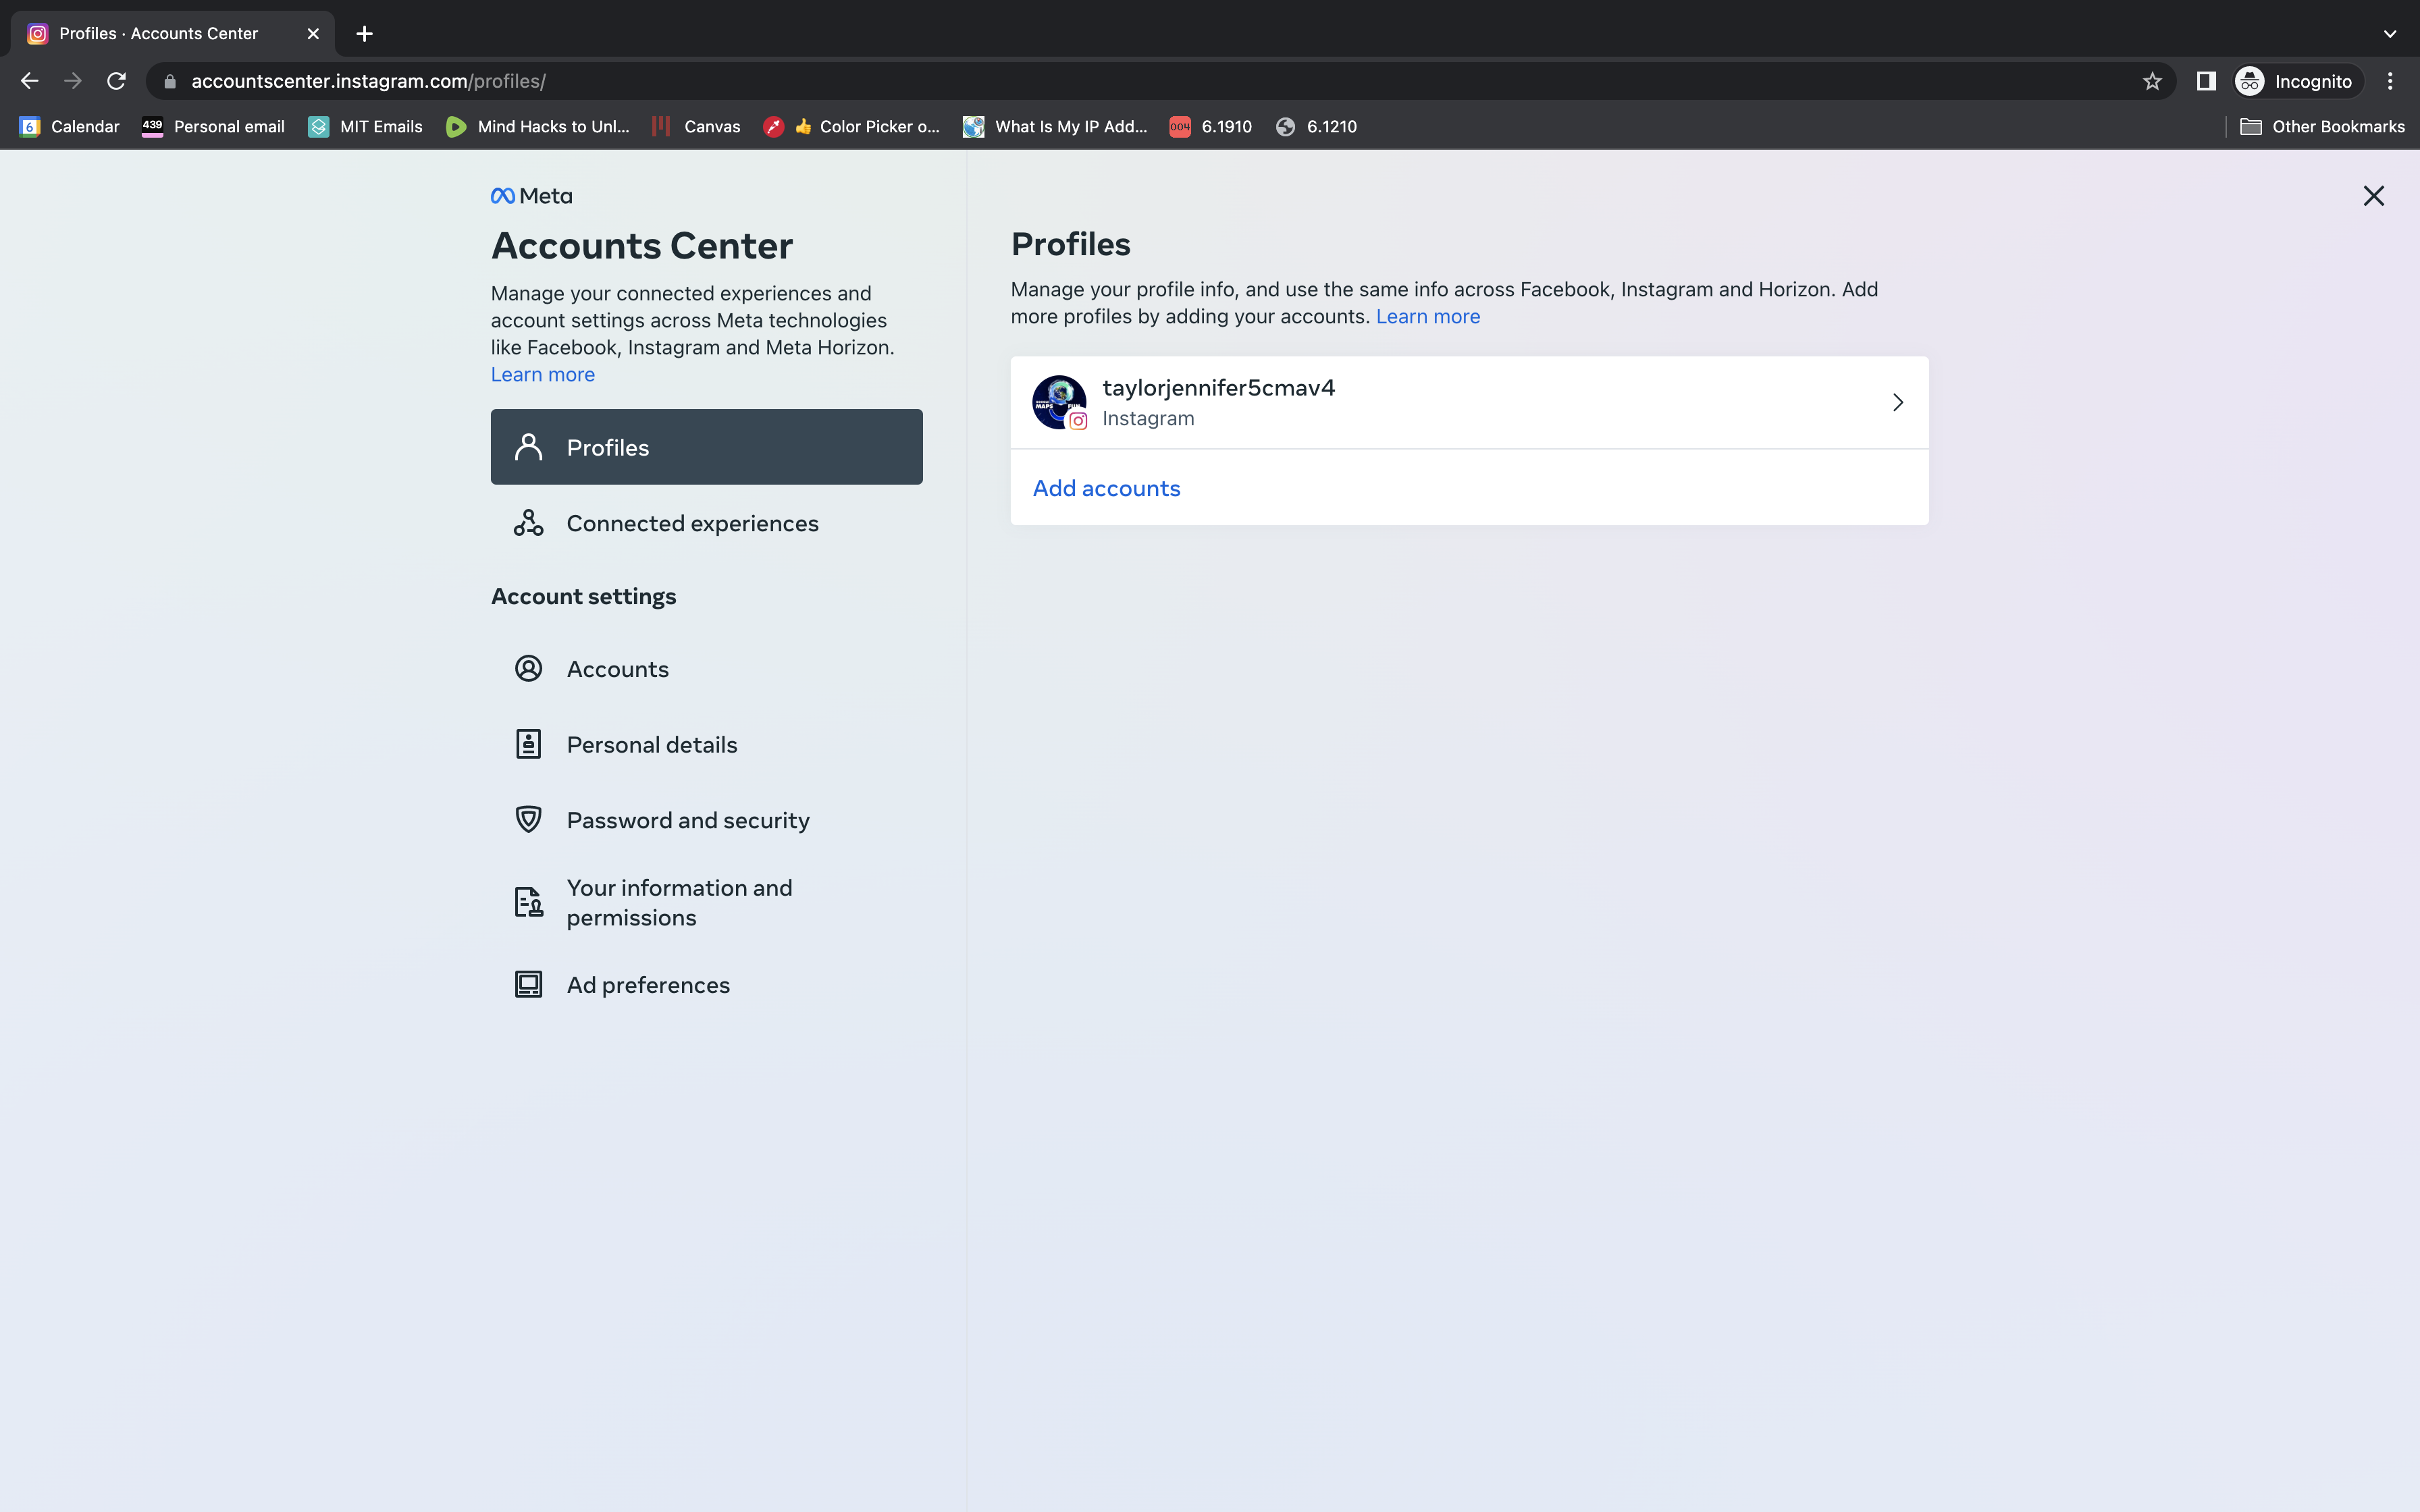 Profiles · Accounts Center
accountscenter.instagram.com/profiles/
Incognito
6 Calendar
439 Personal email
MIT Emails
Mind Hacks to Unl...
Canvas
👍 Color Picker o...
What Is My IP Add...
004 6.1910
6.1210
Other Bookmarks
Meta
Accounts Center
Manage your connected experiences and
account settings across Meta technologies
like Facebook, Instagram and Meta Horizon.
Learn more
Profiles
Connected experiences
Account settings
Accounts
Personal details
Password and security
Your information and
permissions
Ad preferences
Profiles
Manage your profile info, and use the same info across Facebook, Instagram and Horizon. Add
more profiles by adding your accounts. Learn more
MAPS FUN
taylorjennifer5cmav4
Instagram
Add accounts